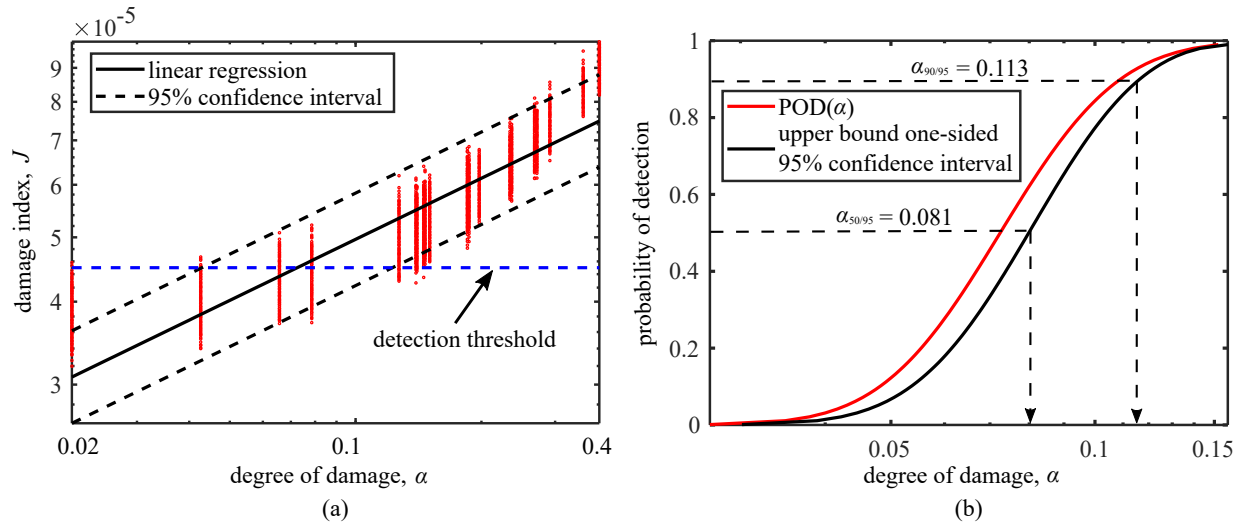 ×10⁻⁵
linear regression
95% confidence interval
detection threshold
9
7
6
5
4
3
0.02
0.1
0.4
damage index, J
degree of damage, α
(a)
α90/95 = 0.113
POD(α)
upper bound one-sided
95% confidence interval
α50/95 = 0.081
1
0.8
0.6
0.4
0.2
0
0.05
0.1
0.15
probability of detection
degree of damage, α
(b)